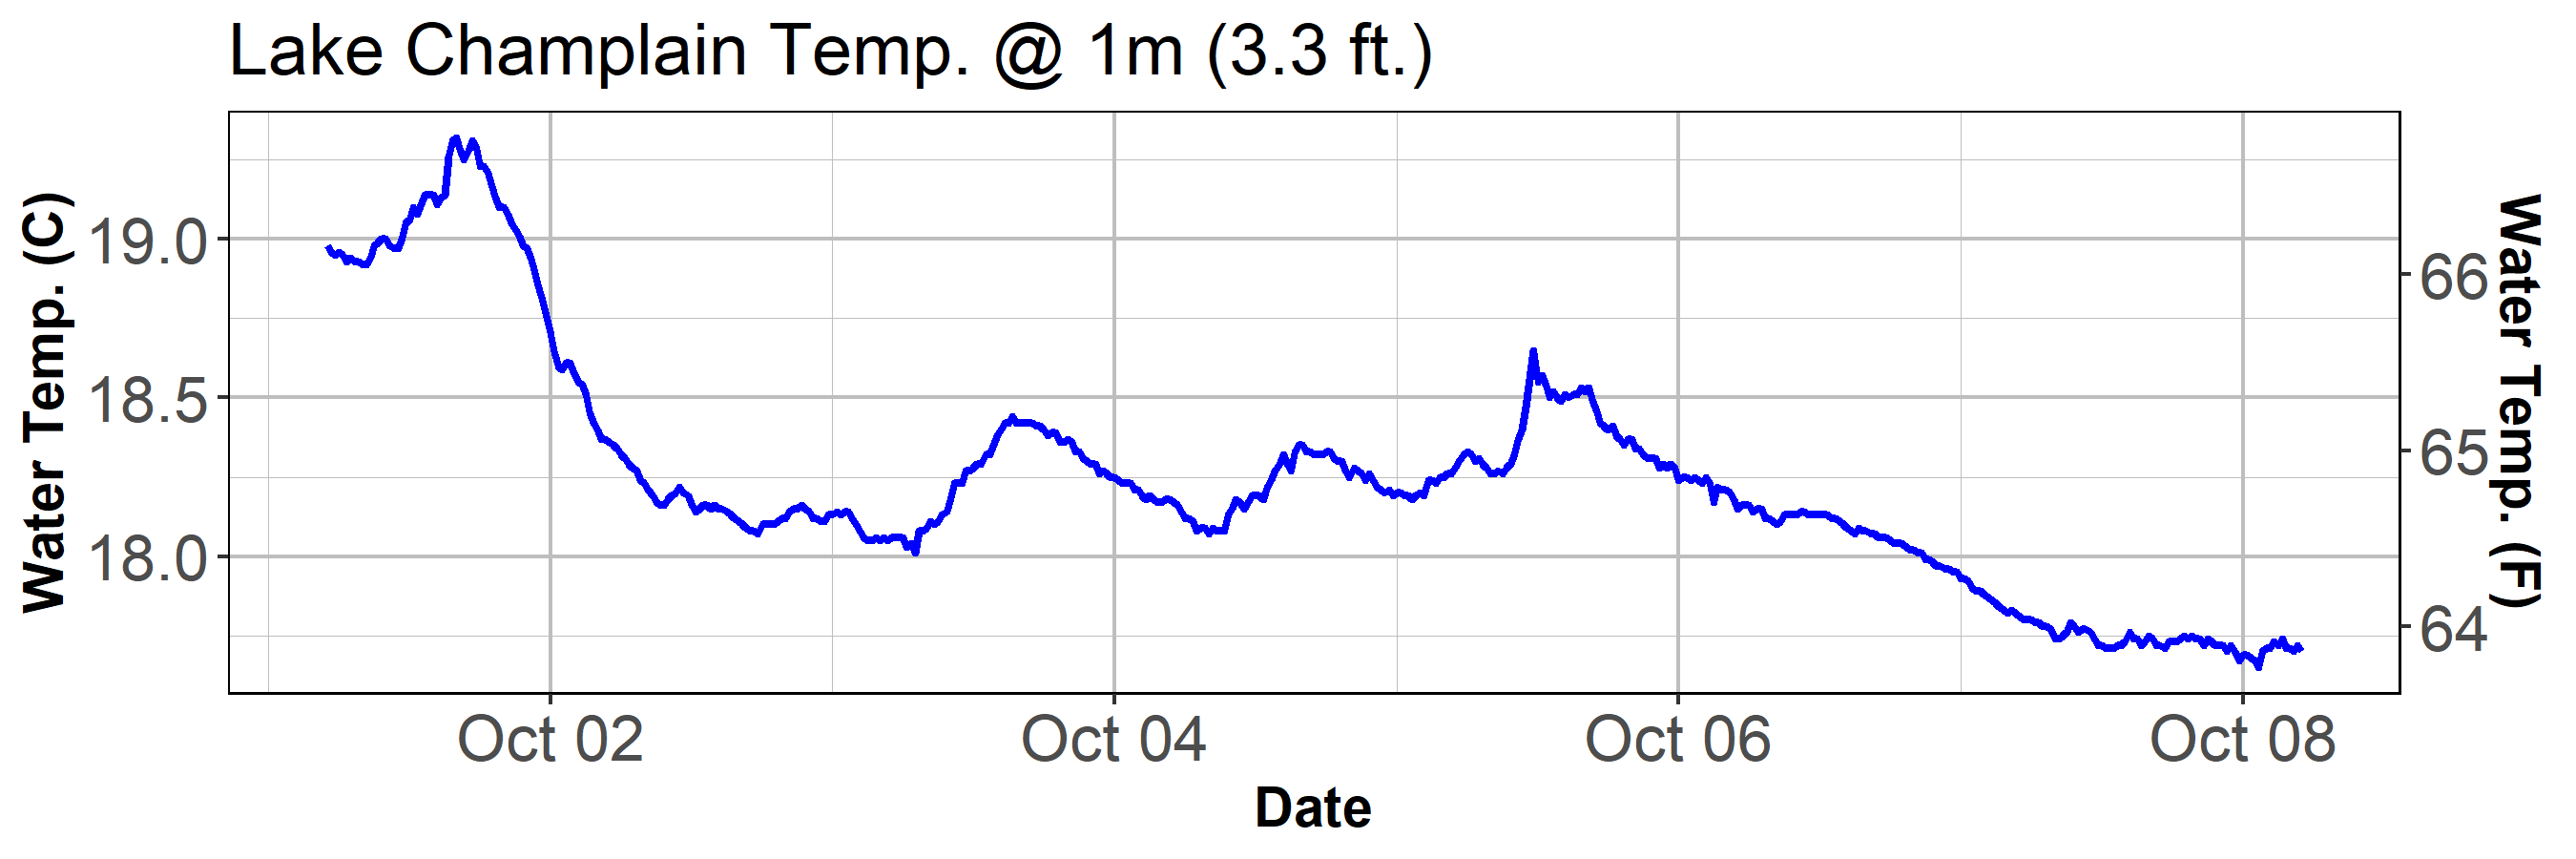 Lake Champlain Temp. @ 1m (3.3 ft.)
Water Temp. (C)
19.0
18.5
18.0
66
65
64
Water Temp. (F)
Oct 02
Oct 04
Oct 06
Oct 08
Date